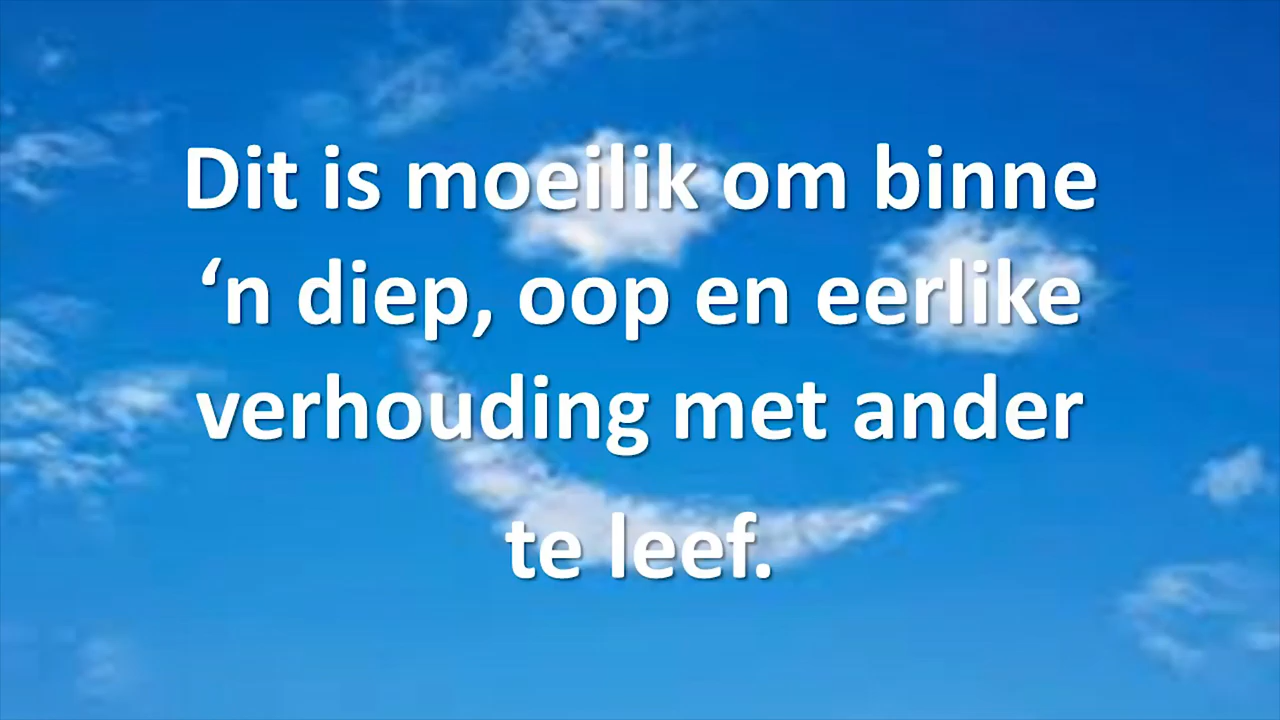 Dit is moeilik om binne
‘n diep, oop en eerlike
verhouding met ander
te leef.